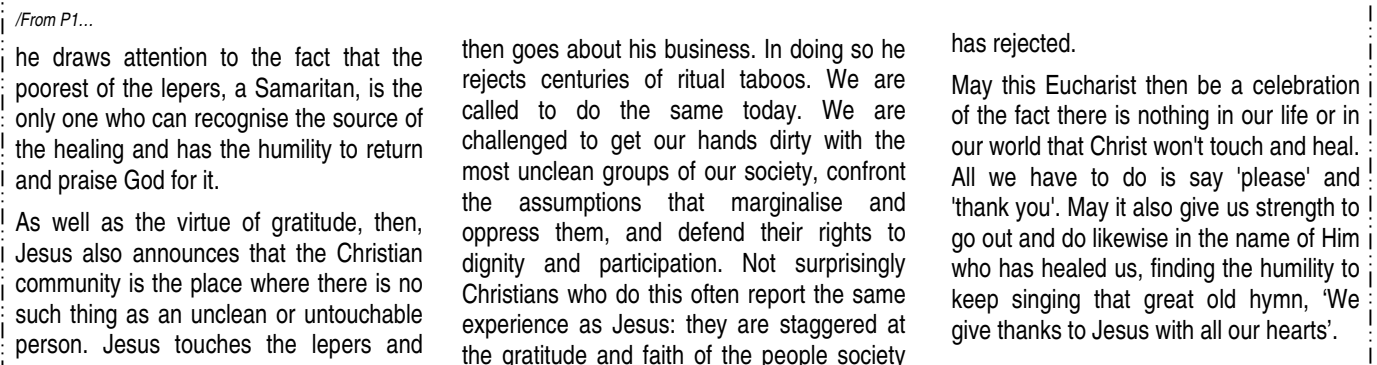 /From P1…
he draws attention to the fact that the
poorest of the lepers, a Samaritan, is the
only one who can recognise the source of
the healing and has the humility to return
and praise God for it.
As well as the virtue of gratitude, then,
Jesus also announces that the Christian
community is the place where there is no
such thing as an unclean or untouchable
person. Jesus touches the lepers and
then goes about his business. In doing so he
rejects centuries of ritual taboos. We are
called to do the same today. We are
challenged to get our hands dirty with the
most unclean groups of our society, confront
the assumptions that marginalise and
oppress them, and defend their rights to
dignity and participation. Not surprisingly
Christians who do this often report the same
experience as Jesus: they are staggered at
the gratitude and faith of the people society
has rejected.
May this Eucharist then be a celebration
of the fact there is nothing in our life or in
our world that Christ won't touch and heal.
All we have to do is say 'please' and
'thank you'. May it also give us strength to
go out and do likewise in the name of Him
who has healed us, finding the humility to
keep singing that great old hymn, ‘We
give thanks to Jesus with all our hearts’.